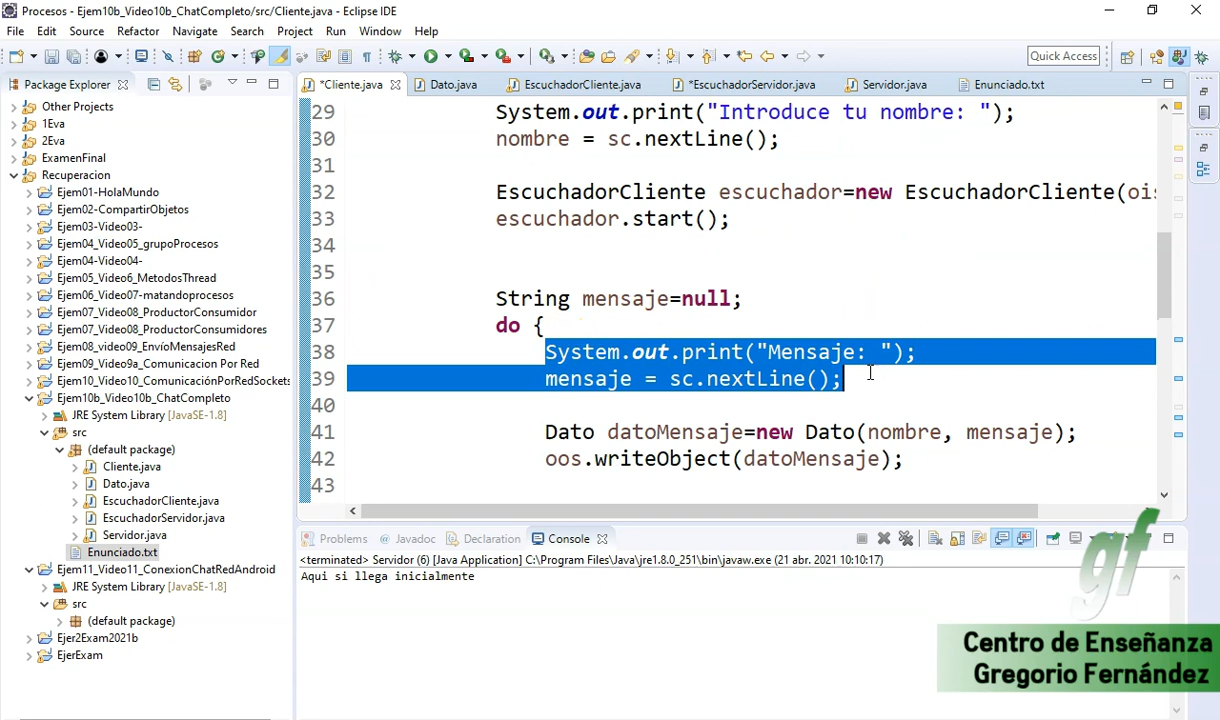 Procesos - Ejem10b_Video10b_ChatCompleto/src/Cliente.java - Eclipse IDE
File Edit Source Refactor Navigate Search Project Run Window Help
Quick Access
Package Explorer
*Cliente.java Dato.java EscuchadorCliente.java *EscuchadorServidor.java Servidor.java Enunciado.txt
Other Projects
1Eva
2Eva
ExamenFinal
Recuperacion
Ejem01-HolaMundo
Ejem02-CompartirObjetos
Ejem03-Video03-
Ejem04_Video05_grupoProcesos
Ejem04-Video04-
Ejem05_Video6_MetodosThread
Ejem06_Video07-matandoprocesos
Ejem07_Video08_ProductorConsumidor
Ejem07_Video08_ProductorConsumidores
Ejem08_video09_EnvíoMensajesRed
Ejem09_Video09a_Comunicacion Por Red
Ejem10_Video10_ComunicaciónPorRedSockets
Ejem10b_Video10b_ChatCompleto
JRE System Library [JavaSE-1.8]
src
(default package)
Cliente.java
Dato.java
EscuchadorCliente.java
EscuchadorServidor.java
Servidor.java
Enunciado.txt
Ejem11_Video11_ConexionChatRedAndroid
JRE System Library [JavaSE-1.8]
src
(default package)
Ejer2Exam2021b
EjerExam
29 System.out.print("Introduce tu nombre: ");
30 nombre = sc.nextLine();
31
32 EscuchadorCliente escuchador=new EscuchadorCliente(ois
33 escuchador.start();
34
35
36 String mensaje=null;
37 do {
38 System.out.print("Mensaje: ");
39 mensaje = sc.nextLine();
40
41 Dato datoMensaje=new Dato(nombre, mensaje);
42 oos.writeObject(datoMensaje);
43
Problems Javadoc Declaration Console
<terminated> Servidor (6) [Java Application] C:\Program Files\Java\jre1.8.0_251\bin\javaw.exe (21 abr. 2021 10:10:17)
Aqui si llega inicialmente
gf
Centro de Enseñanza
Gregorio Fernández